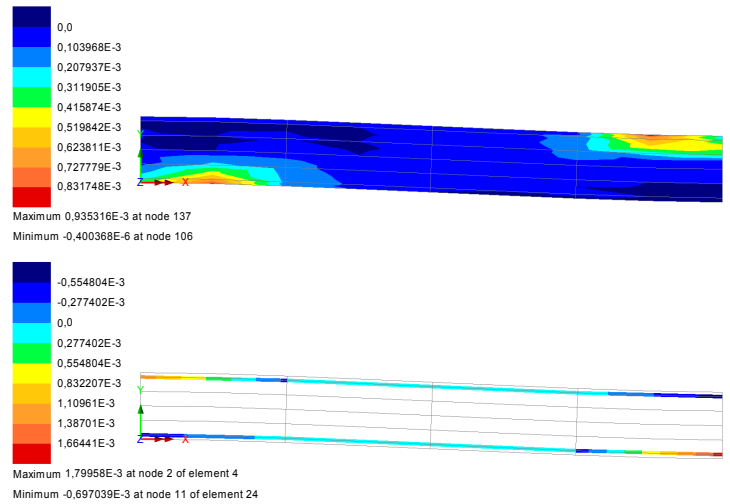 0,0
0,103968E-3
0,207937E-3
0,311905E-3
0,415874E-3
0,519842E-3
0,623811E-3
0,727779E-3
0,831748E-3
Y
Z X
Maximum 0,935316E-3 at node 137
Minimum -0,400368E-6 at node 106
-0,554804E-3
-0,277402E-3
0,0
0,277402E-3
0,554804E-3
0,832207E-3
1,10961E-3
1,38701E-3
1,66441E-3
Y
Z X
Maximum 1,79958E-3 at node 2 of element 4
Minimum -0,697039E-3 at node 11 of element 24